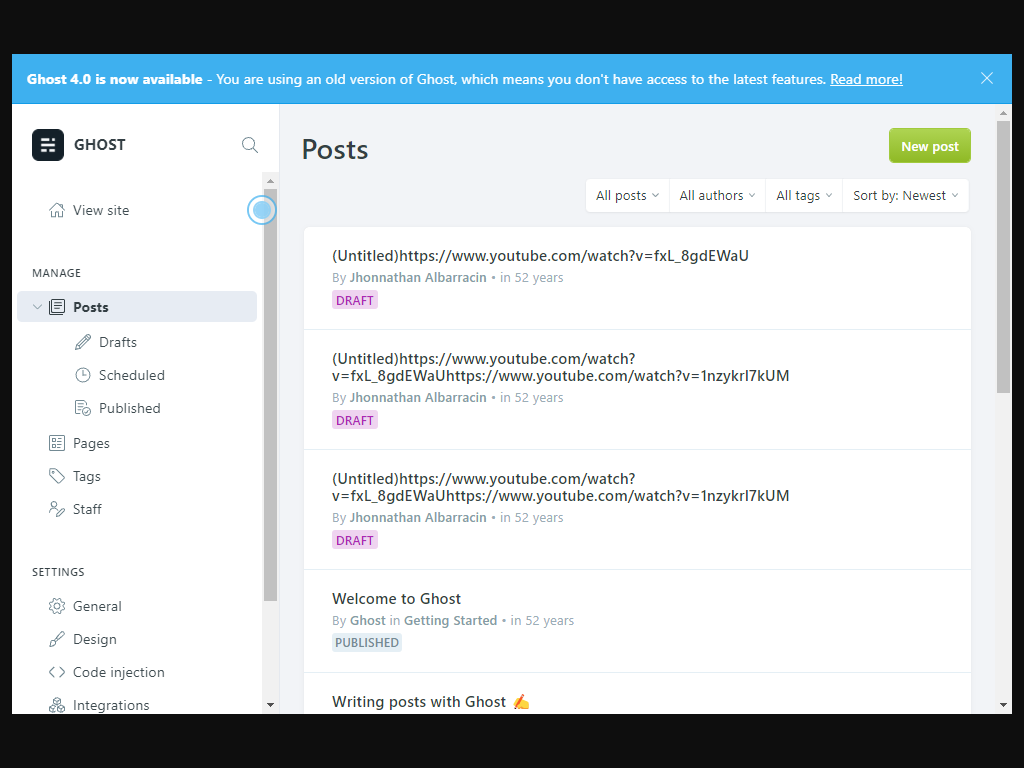 Ghost 4.0 is now available - You are using an old version of Ghost, which means you don't have access to the latest features. Read more!
GHOST
View site
MANAGE
Posts
Drafts
Scheduled
Published
Pages
Tags
Staff
SETTINGS
General
Design
Code injection
Integrations
Posts
New post
All posts
All authors
All tags
Sort by: Newest
(Untitled)https://www.youtube.com/watch?v=fxL_8gdEWaU
By Jhonnathan Albarracin • in 52 years
DRAFT
(Untitled)https://www.youtube.com/watch?
v=fxL_8gdEWaUhttps://www.youtube.com/watch?v=1nzykrI7kUM
By Jhonnathan Albarracin • in 52 years
DRAFT
(Untitled)https://www.youtube.com/watch?
v=fxL_8gdEWaUhttps://www.youtube.com/watch?v=1nzykrI7kUM
By Jhonnathan Albarracin • in 52 years
DRAFT
Welcome to Ghost
By Ghost in Getting Started • in 52 years
PUBLISHED
Writing posts with Ghost ✍️